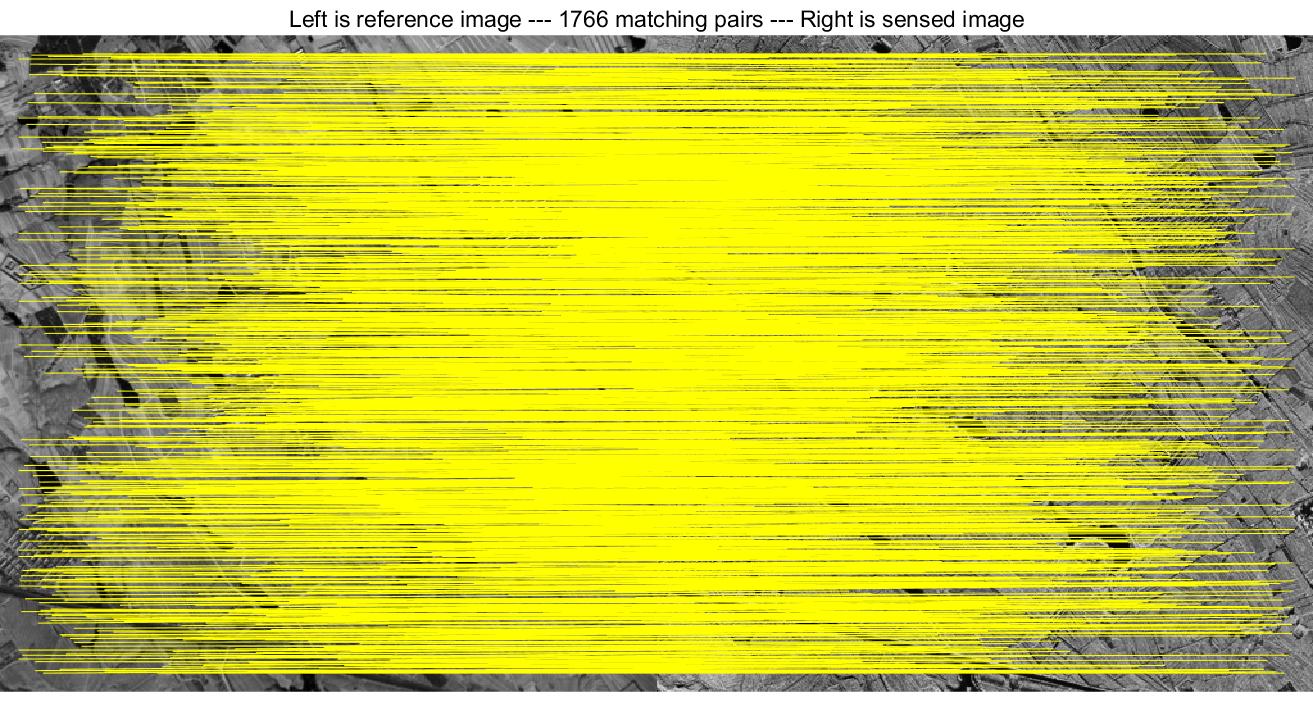 Left is reference image --- 1766 matching pairs --- Right is sensed image